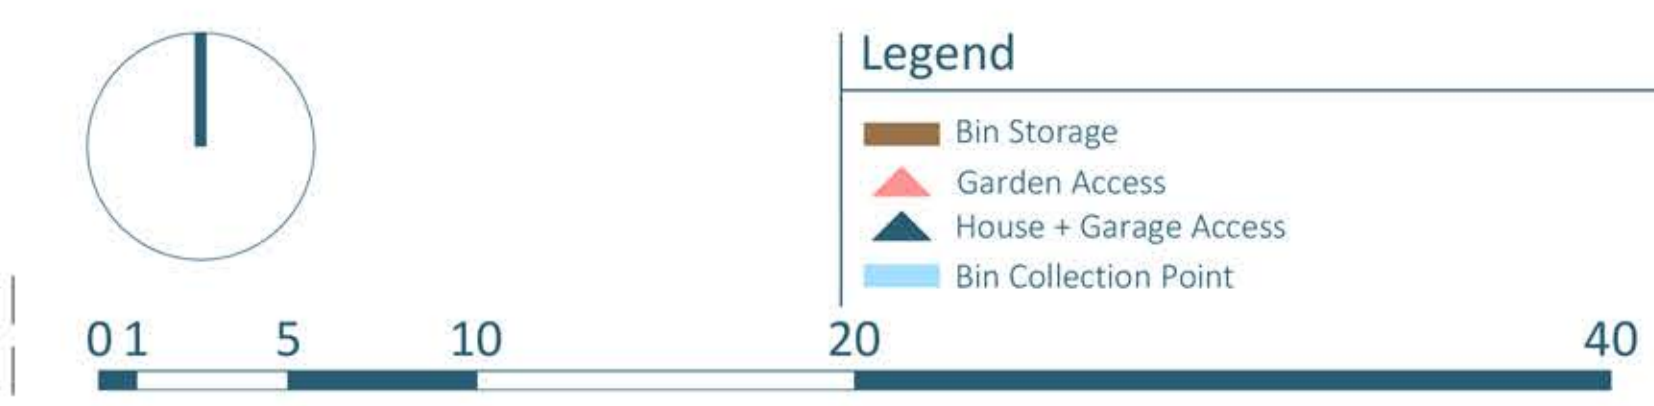 Legend
Bin Storage
Garden Access
House + Garage Access
Bin Collection Point
0 1 5 10 20 40